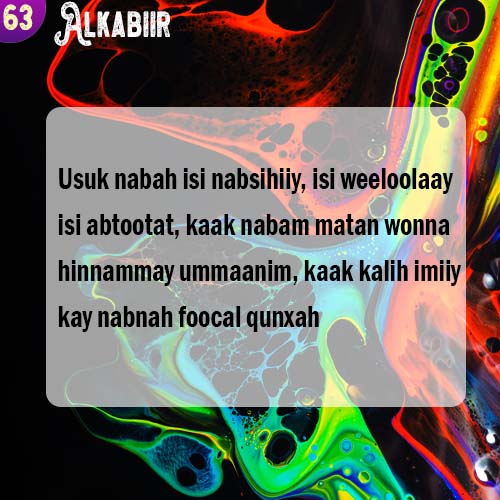 63
Alkabiir
Usuk nabah isi nabsihiiy, isi weeloolaay
isi abtootat, kaak nabam matan wonna
hinnammay ummaanim, kaak kalih imiiy
kay nabnah foocal qunxah